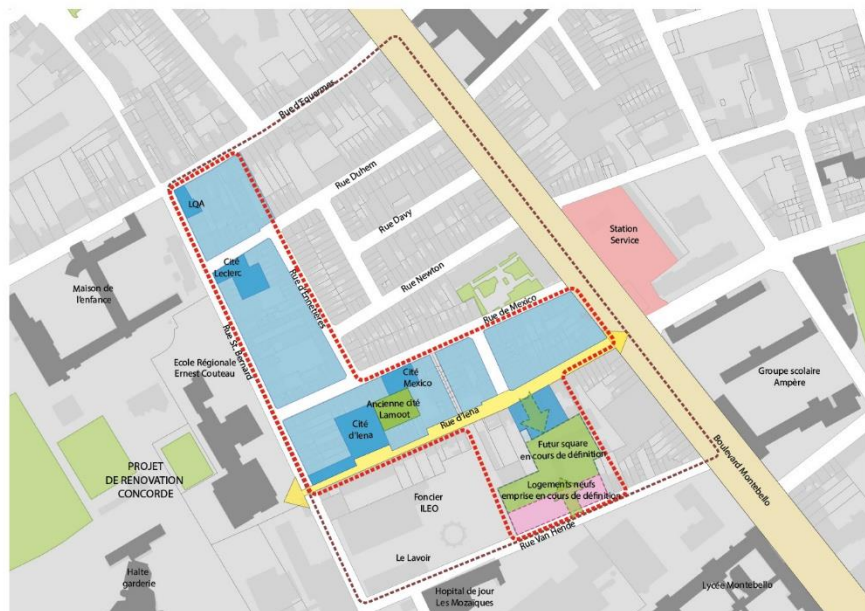 Rue d'Equermes
LQA
Rue Duhem
Station
Service
Rue Davy
Cité
Leclerc
Maison de
l'enfance
Rue d'Ennetières
Rue Newton
Rue de Mexico
Rue St. Bernard
Ecole Régionale
Ernest Couteau
Cité
Mexico
Groupe scolaire
Ampère
Ancienne cité
Lamoot
Rue d'Iena
Cité
d'Iena
Boulevard Montebello
Futur square
en cours de définition
PROJET
DE RENOVATION
CONCORDE
Logements neufs
emprise en cours de définition
Foncier
ILEO
Rue Van Hende
Le Lavoir
Halte
garderie
Hopital de jour
Les Mozaïques
Lycée Montebello